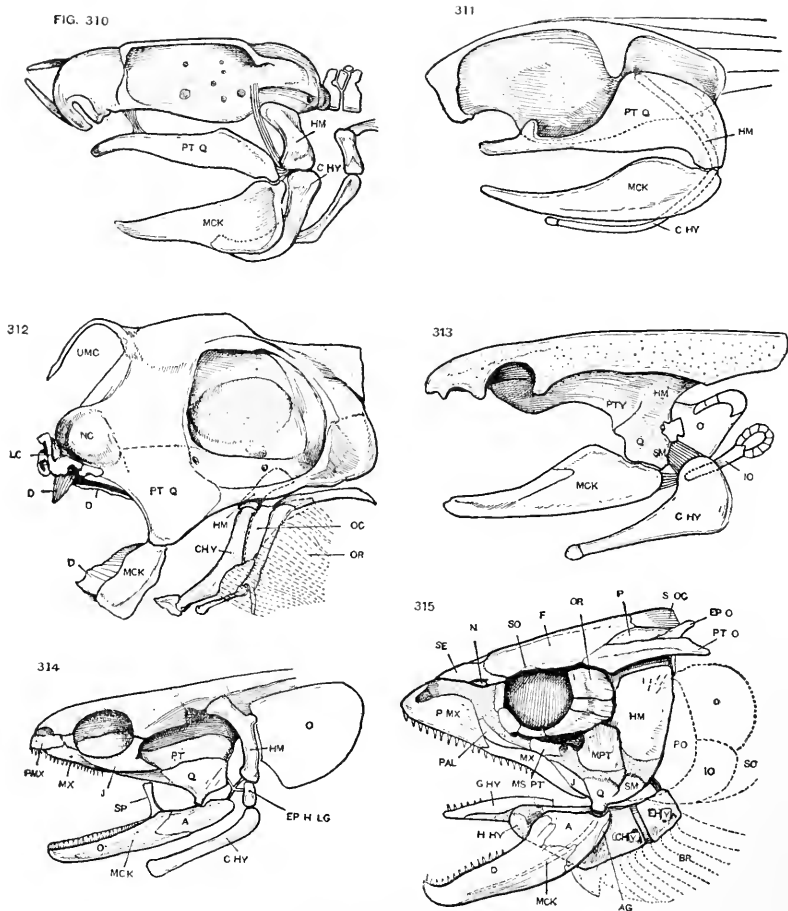 FIG. 310
HM
PT Q
C HY
MCK
311
PT Q
HM
MCK
C HY
312
UMC
NC
LC
D
D
PT Q
HM
OC
CHY
OR
D
MCK
313
HM
PTY
O
Q
SM
IO
MCK
C HY
314
O
PT
HM
PMX
MX
J
Q
SP
EP H LG
A
O
MCK
C HY
315
SE
N
SO
F
OR
P
S OC
EP O
PT O
P MX
HM
O
PAL
MX
MPT
PO
MS PT
J
IO
SO
G HY
Q
SM
H HY
A
CHY
EHY
BR
D
MCK
AG